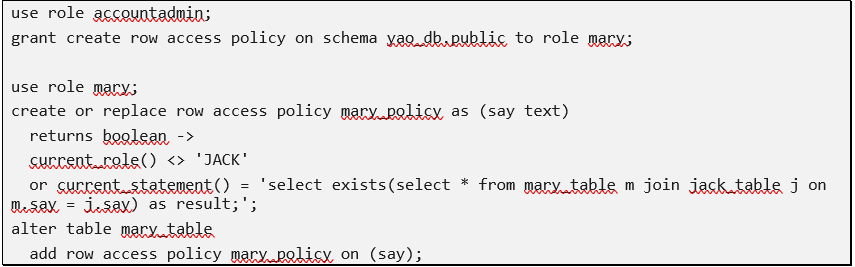 use role accountadmin;
grant create row access policy on schema yao_db.public to role mary;
use role mary;
create or replace row access policy mary_policy as (say text)
returns boolean ->
current_role() <> 'JACK'
or current_statement() = 'select exists(select * from mary_table m join jack_table j on
m.say = j.say) as result;';
alter table mary_table
add row access policy mary_policy on (say);